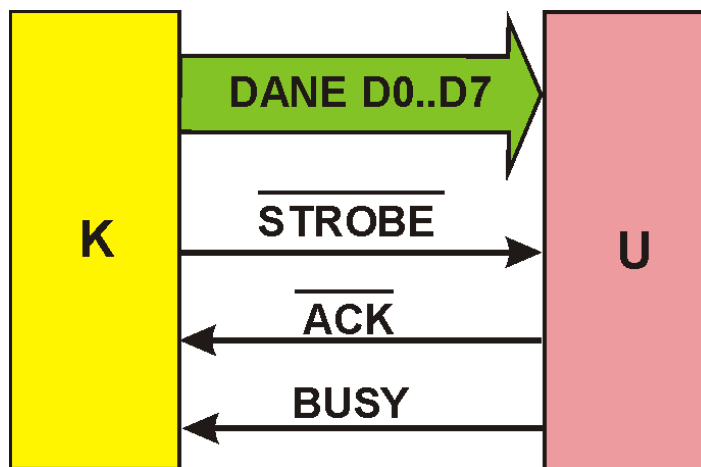 DANE D0..D7
STROBE
K
U
ACK
BUSY